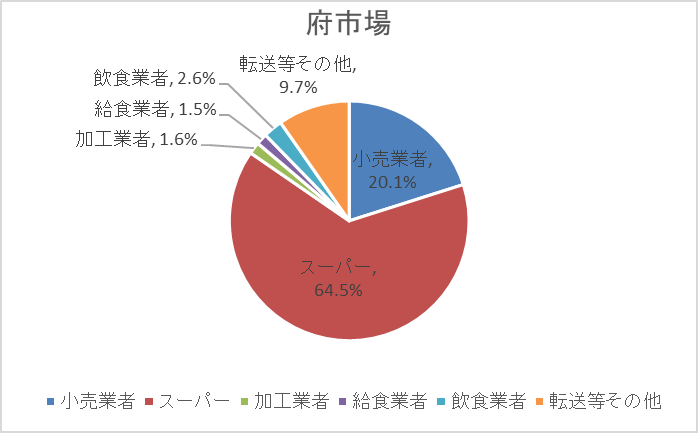 府市場
転送等その他,
9.7%
飲食業者, 2.6%
給食業者, 1.5%
加工業者, 1.6%
小売業者,
20.1%
スーパー,
64.5%
小売業者 スーパー 加工業者 給食業者 飲食業者 転送等その他